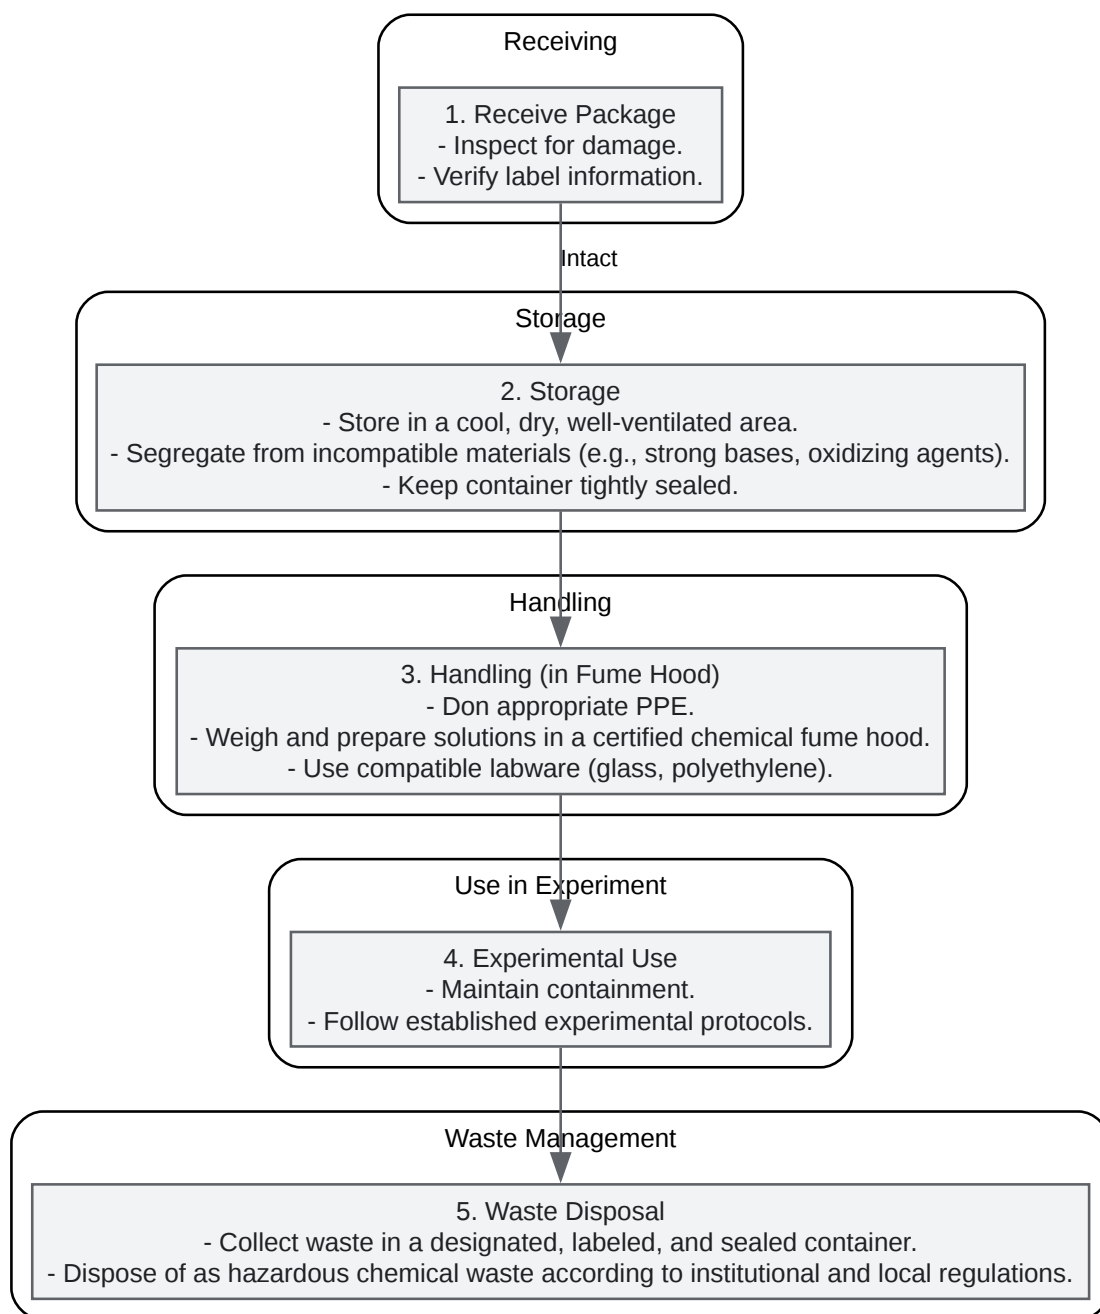 Receiving
1. Receive Package
- Inspect for damage.
- Verify label information.
Intact
Storage
2. Storage
- Store in a cool, dry, well-ventilated area.
- Segregate from incompatible materials (e.g., strong bases, oxidizing agents).
- Keep container tightly sealed.
Handling
3. Handling (in Fume Hood)
- Don appropriate PPE.
- Weigh and prepare solutions in a certified chemical fume hood.
- Use compatible labware (glass, polyethylene).
Use in Experiment
4. Experimental Use
- Maintain containment.
- Follow established experimental protocols.
Waste Management
5. Waste Disposal
- Collect waste in a designated, labeled, and sealed container.
- Dispose of as hazardous chemical waste according to institutional and local regulations.